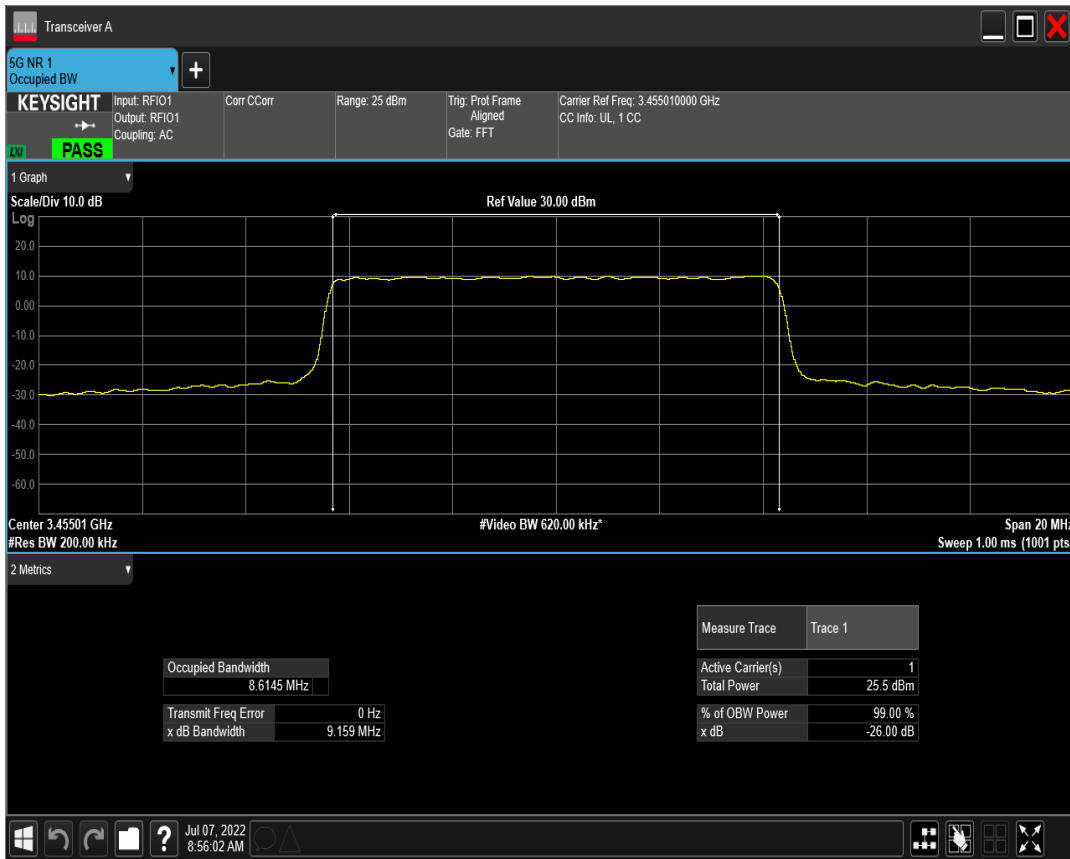 Transceiver A
5G NR 1
Occupied BW
KEYSIGHT
Input: RFIO1
Output: RFIO1
Coupling: AC
Corr CCorr
Range: 25 dBm
Trig: Prot Frame
Aligned
Gate: FFT
Carrier Ref Freq: 3.455010000 GHz
CC Info: UL, 1 CC
LXI
PASS
1 Graph
Scale/Div 10.0 dB
Ref Value 30.00 dBm
Log
20.0
10.0
0.00
-10.0
-20.0
-30.0
-40.0
-50.0
-60.0
Center 3.45501 GHz
#Video BW 620.00 kHz*
Span 20 MHz
#Res BW 200.00 kHz
Sweep 1.00 ms (1001 pts
2 Metrics
Measure Trace Trace 1
Occupied Bandwidth
8.6145 MHz
Active Carrier(s) 1
Total Power 25.5 dBm
Transmit Freq Error 0 Hz
x dB Bandwidth 9.159 MHz
% of OBW Power 99.00 %
x dB -26.00 dB
?
Jul 07, 2022
8:56:02 AM